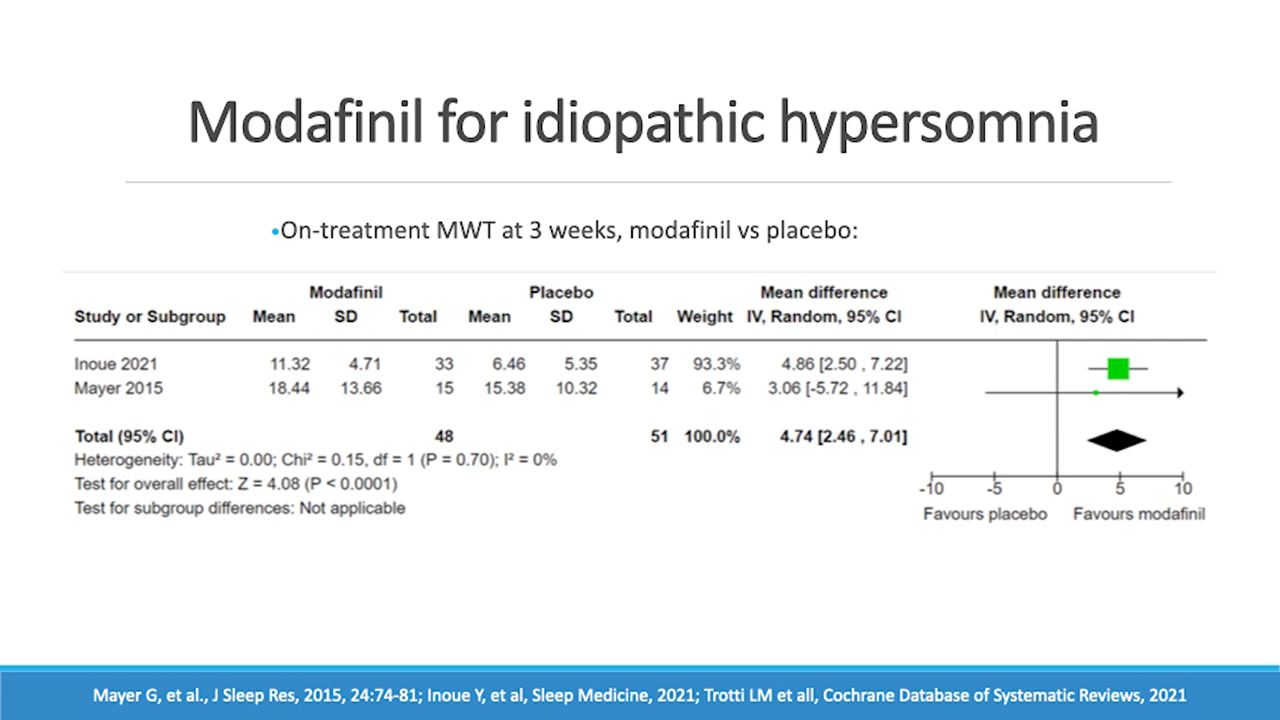 Modafinil for idiopathic hypersomnia
•On-treatment MWT at 3 weeks, modafinil vs placebo:
Modafinil Placebo Mean difference Mean difference
Study or Subgroup Mean SD Total Mean SD Total Weight IV, Random, 95% CI IV, Random, 95% CI
Inoue 2021 11.32 4.71 33 6.46 5.35 37 93.3% 4.86 [2.50 , 7.22]
Mayer 2015 18.44 13.66 15 15.38 10.32 14 6.7% 3.06 [-5.72 , 11.84]
Total (95% CI) 48 51 100.0% 4.74 [2.46 , 7.01]
Heterogeneity: Tau² = 0.00; Chi² = 0.15, df = 1 (P = 0.70); I² = 0%
Test for overall effect: Z = 4.08 (P < 0.0001)
Test for subgroup differences: Not applicable
-10 -5 0 5 10
Favours placebo Favours modafinil
Mayer G, et al., J Sleep Res, 2015, 24:74-81; Inoue Y, et al, Sleep Medicine, 2021; Trotti LM et all, Cochrane Database of Systematic Reviews, 2021